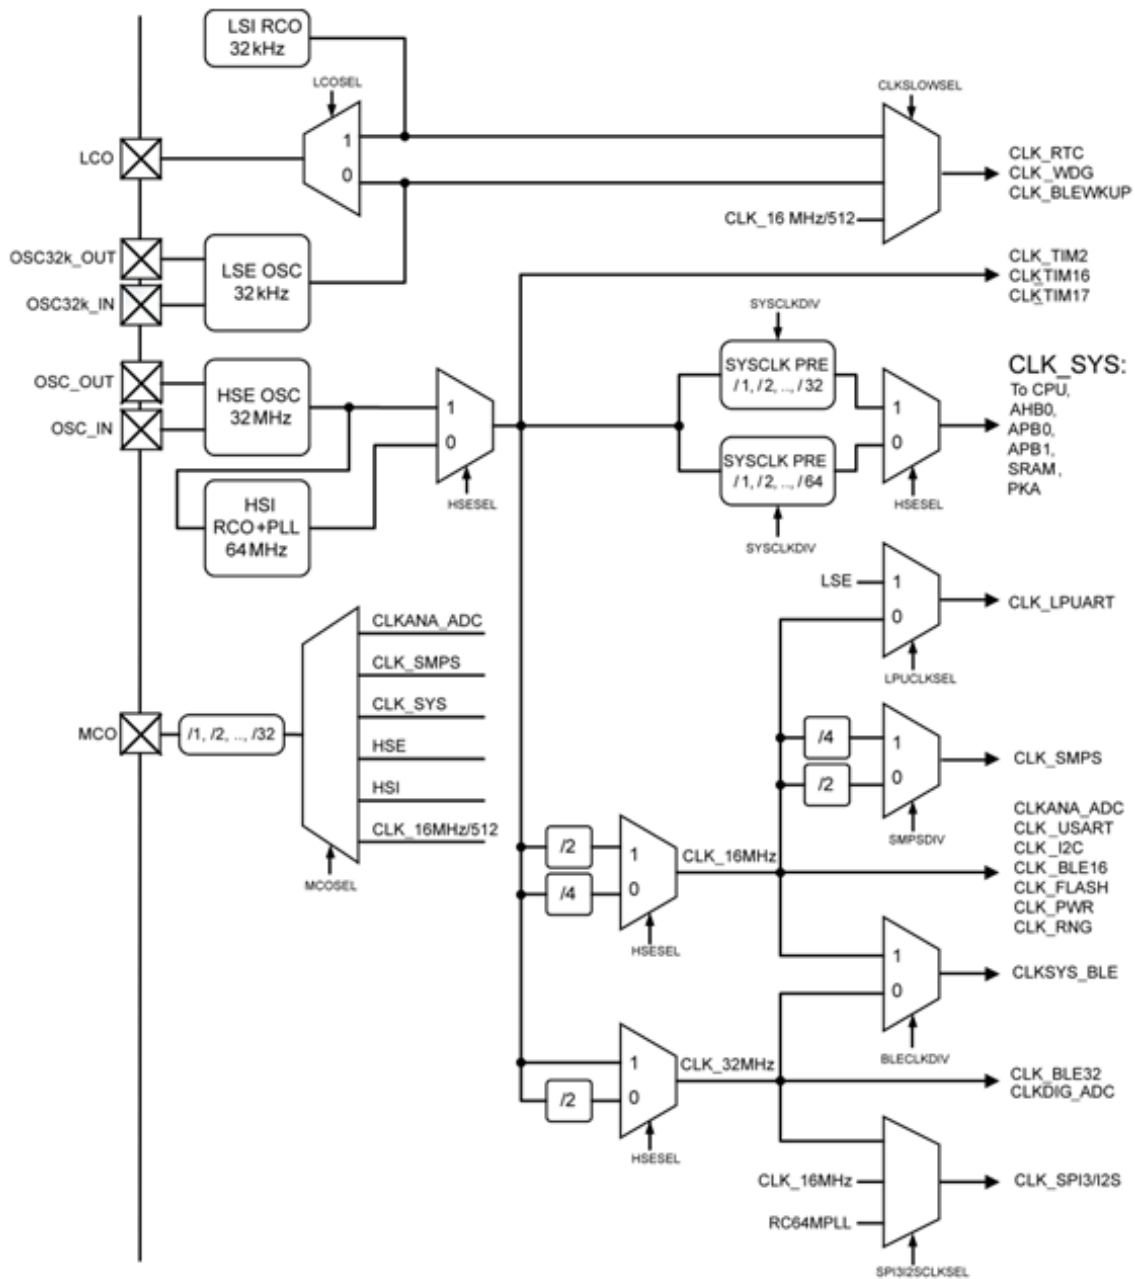 LSI RCO
32 kHz
LCOSEL
1
0
LCO
CLKSLOWSEL
CLK_16 MHz/512
CLK_RTC
CLK_WDG
CLK_BLEWKUP
OSC32k_OUT
OSC32k_IN
LSE OSC
32 kHz
CLK_TIM2
CLKTIM16
CLKTIM17
OSC_OUT
OSC_IN
HSE OSC
32 MHz
1
0
HSESEL
HSI
RCO+PLL
64 MHz
SYSCLKDIV
SYSCLK PRE
/1, /2, .., /32
SYSCLK PRE
/1, /2, .., /64
SYSCLKDIV
1
0
HSESEL
CLK_SYS:
To CPU,
AHB0,
APB0,
APB1,
SRAM,
PKA
LSE
1
0
LPUCLKSEL
CLK_LPUART
MCO
/1, /2, .., /32
CLKANA_ADC
CLK_SMPS
CLK_SYS
HSE
HSI
CLK_16MHz/512
MCOSEL
/4
/2
1
0
SMPSDIV
CLK_SMPS
/2
/4
1
0
HSESEL
CLK_16MHz
CLKANA_ADC
CLK_USART
CLK_I2C
CLK_BLE16
CLK_FLASH
CLK_PWR
CLK_RNG
1
0
BLECLKDIV
CLKSYS_BLE
/2
1
0
HSESEL
CLK_32MHz
CLK_BLE32
CLKDIG_ADC
CLK_16MHz
RC64MPLL
SPI3I2SCLKSEL
CLK_SPI3/I2S